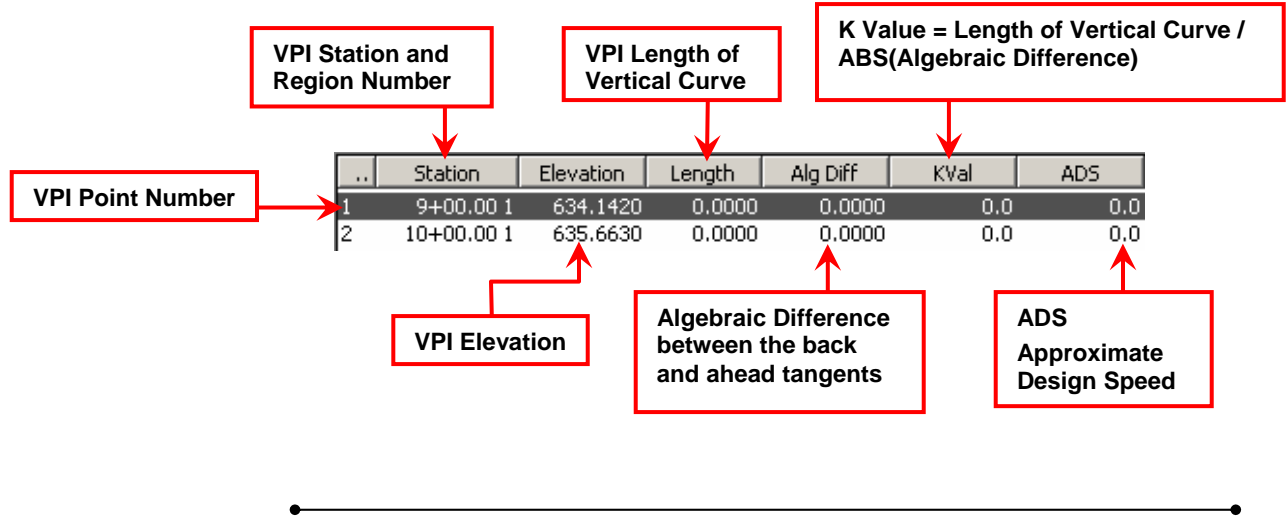 K Value = Length of Vertical Curve /
ABS(Algebraic Difference)
VPI Station and
Region Number
VPI Length of
Vertical Curve
VPI Point Number
.. Station Elevation Length Alg Diff KVal ADS
1 9+00.00 1 634.1420 0.0000 0.0000 0.0 0.0
2 10+00.00 1 635.6630 0.0000 0.0000 0.0 0.0
VPI Elevation
Algebraic Difference
between the back
and ahead tangents
ADS
Approximate
Design Speed